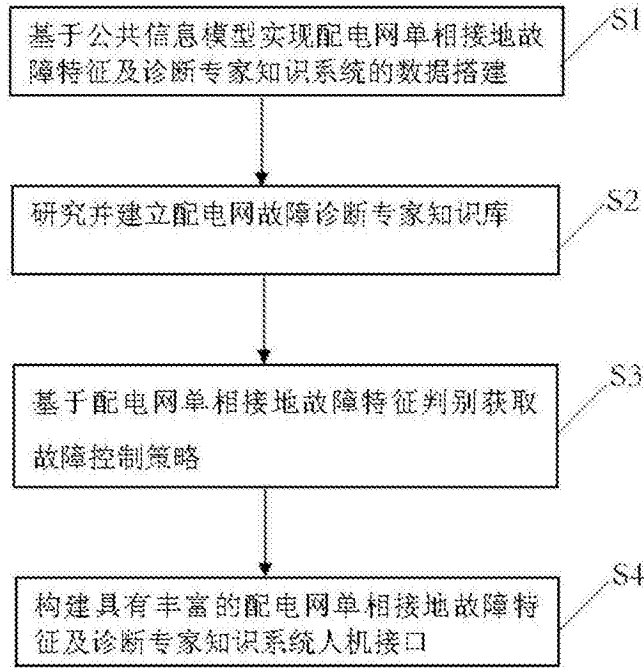 基于公共信息模型实现配电网单相接地故
障特征及诊断专家知识系统的数据搭建
S1
研究并建立配电网故障诊断专家知识库
S2
基于配电网单相接地故障特征判别获取
故障控制策略
S3
构建具有丰富的配电网单相接地故障特
征及诊断专家知识系统人机接口
S4